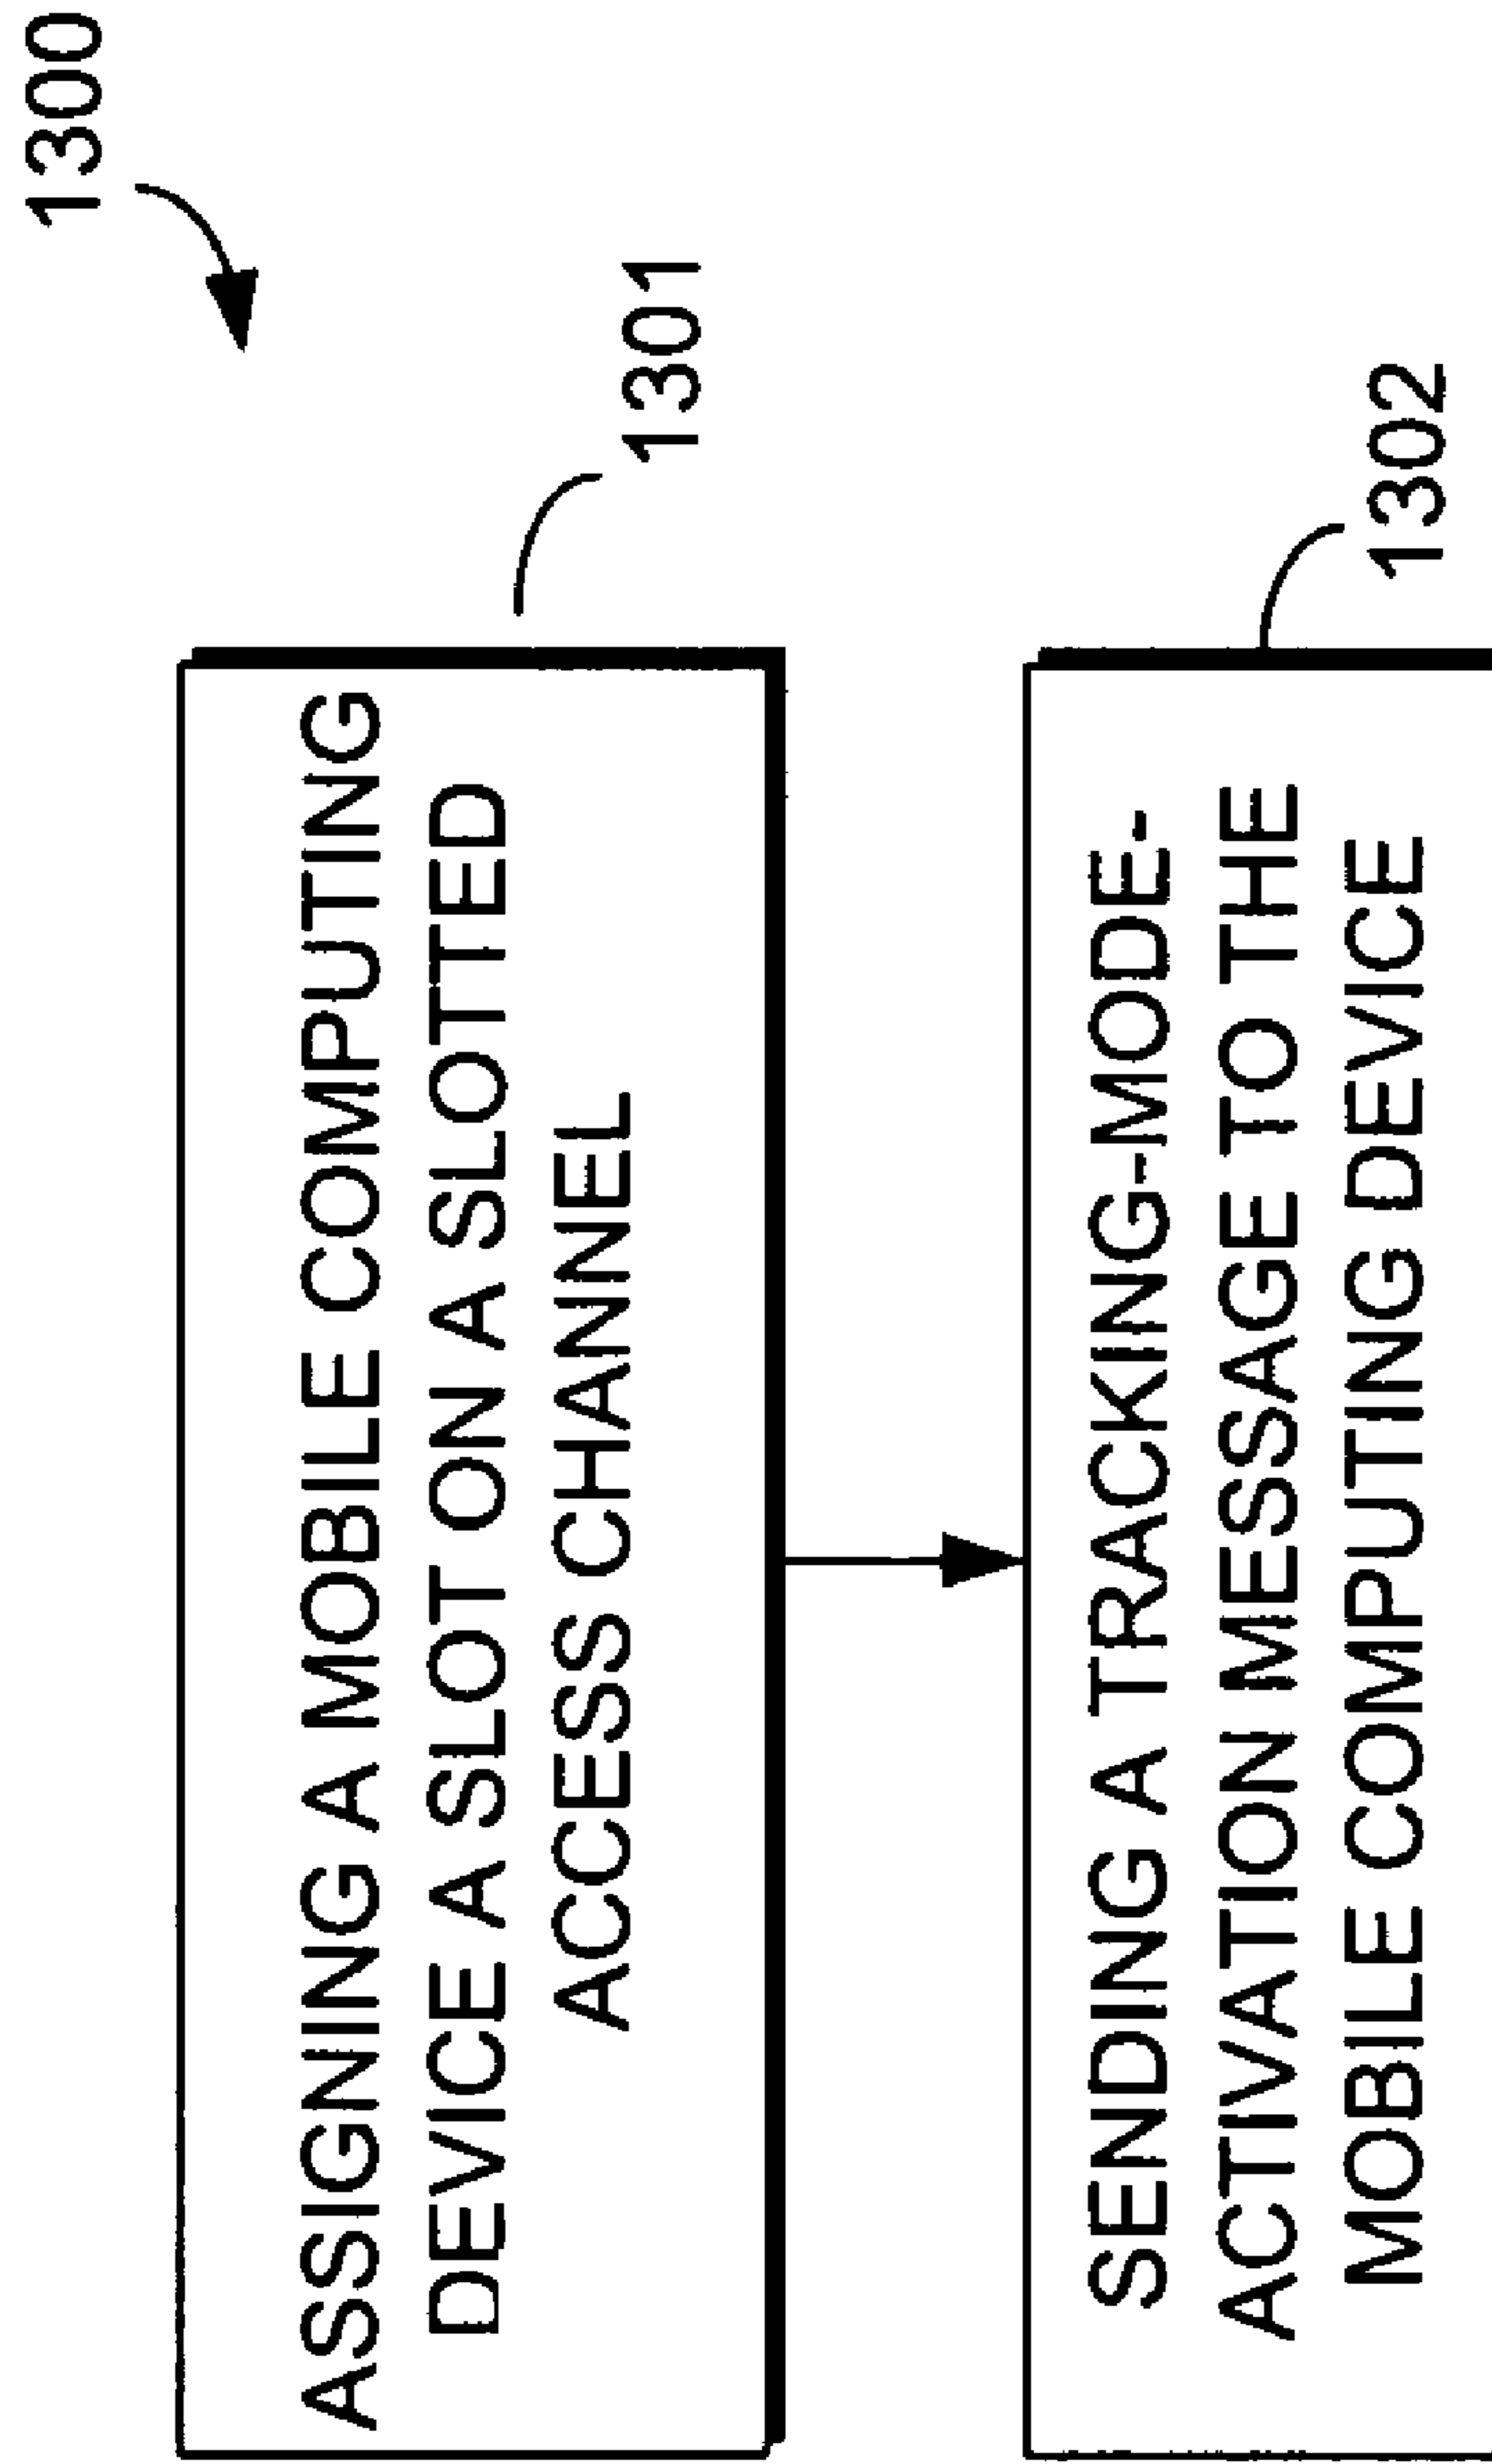 1300
1301
ASSIGNING A MOBILE COMPUTING
DEVICE A SLOT ON A SLOTTED
ACCESS CHANNEL
1302
SENDING A TRACKING-MODE-
ACTIVATION MESSAGE TO THE
MOBILE COMPUTING DEVICE